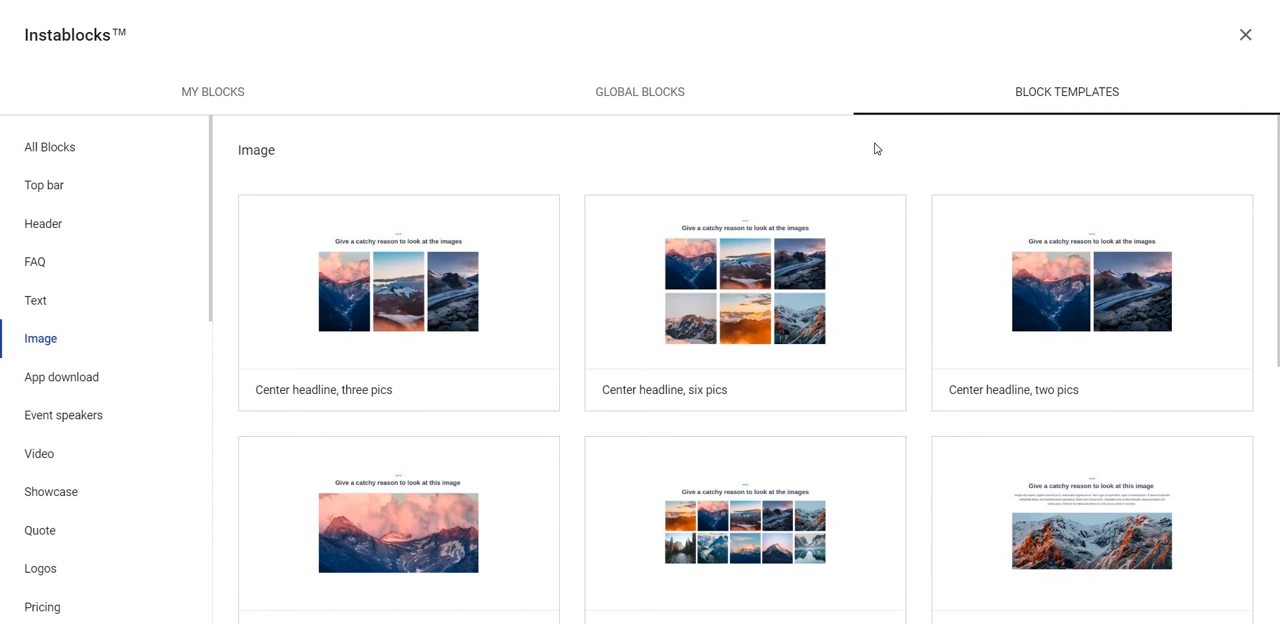 Instablocks™
MY BLOCKS
GLOBAL BLOCKS
BLOCK TEMPLATES
All Blocks
Top bar
Header
FAQ
Text
Image
App download
Event speakers
Video
Showcase
Quote
Logos
Pricing
Image
Give a catchy reason to look at the images
Center headline, three pics
Give a catchy reason to look at the images
Center headline, six pics
Give a catchy reason to look at the images
Center headline, two pics
Give a catchy reason to look at this image
Give a catchy reason to look at the images
Give a catchy reason to look at this image